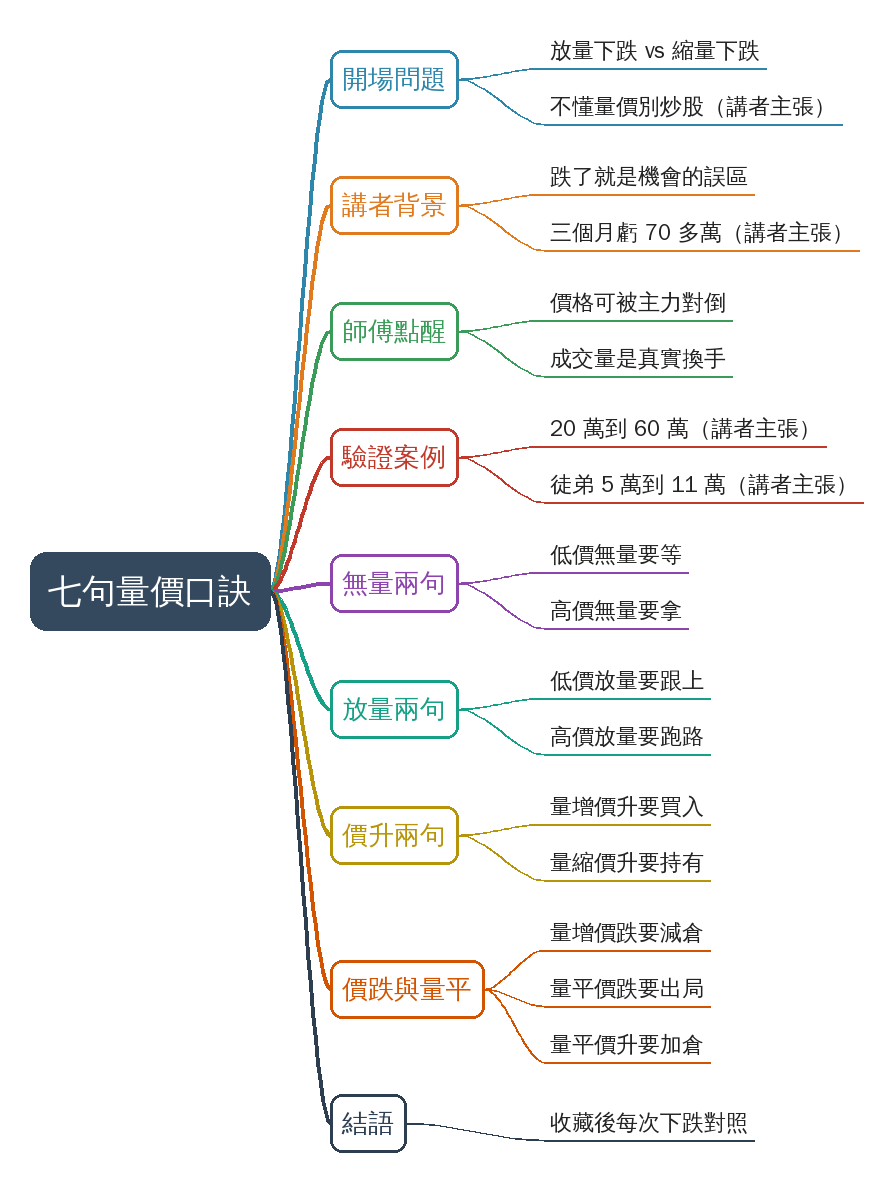 七句量價口訣
開場問題
放量下跌 vs 縮量下跌
不懂量價別炒股（講者主張）
講者背景
跌了就是機會的誤區
三個月虧 70 多萬（講者主張）
師傅點醒
價格可被主力對倒
成交量是真實換手
驗證案例
20 萬到 60 萬（講者主張）
徒弟 5 萬到 11 萬（講者主張）
無量兩句
低價無量要等
高價無量要拿
放量兩句
低價放量要跟上
高價放量要跑路
價升兩句
量增價升要買入
量縮價升要持有
價跌與量平
量增價跌要減倉
量平價跌要出局
量平價升要加倉
結語
收藏後每次下跌對照